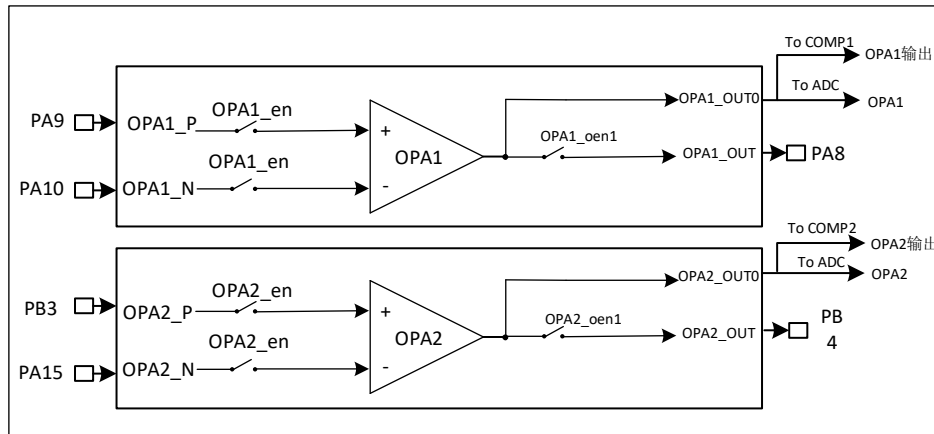 To COMP1
OPA1输出
To ADC
OPA1
PA9
OPA1_P
OPA1_en
+
OPA1_OUT0
OPA1
OPA1_oen1
OPA1_OUT
PA8
PA10
OPA1_N
OPA1_en
-
To COMP2
OPA2输出
To ADC
OPA2
PB3
OPA2_P
OPA2_en
+
OPA2_OUT0
OPA2
OPA2_oen1
OPA2_OUT
PB
4
PA15
OPA2_N
OPA2_en
-